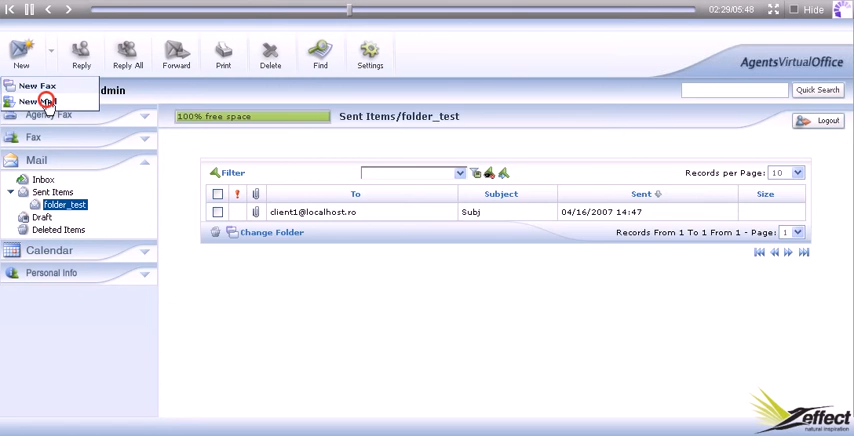 02:29/05:48 Hide
New Reply Reply All Forward Print Delete Find Settings
AgentsVirtualOffice
New Fax
dmin
Quick Search
New
Agency Fax
100% free space
Sent Items/folder_test
Logout
Fax
Mail
Filter
Records per Page: 10
Inbox
Sent Items
To Subject Sent Size
folder_test
client1@localhost.ro Subj 04/16/2007 14:47
Draft
Deleted Items
Change Folder
Records From 1 To 1 From 1 - Page: 1
Calendar
Personal Info
Zeffect
natural inspiration